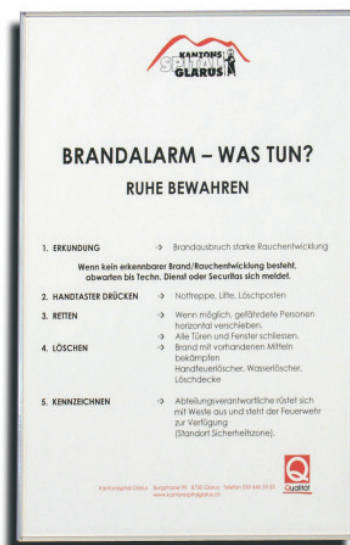 KANTONS
SPITAL
GLARUS
BRANDALARM – WAS TUN?
RUHE BEWAHREN
1. ERKUNDUNG → Brandausbruch starke Rauchentwicklung
Wenn kein erkennbarer Brand/Rauchentwicklung besteht,
abwarten bis Techn. Dienst oder Securitas sich meldet.
2. HANDTASTER DRÜCKEN → Nottreppe, Lifte, Löschposten
3. RETTEN → Wenn möglich, gefährdete Personen
horizontal verschieben.
→ Alle Türen und Fenster schliessen.
4. LÖSCHEN → Brand mit vorhandenen Mitteln
bekämpfen
Handfeuerlöscher, Wasserlöscher,
Löschdecke
5. KENNZEICHNEN → Abteilungsverantwortliche rüstet sich
mit Weste aus und steht der Feuerwehr
zur Verfügung
(Standort Sicherheitszone).
Kantonsspital Glarus Burgstrasse 99 8750 Glarus Telefon
www.kantonsspitalglarus.ch
Q
Qualität